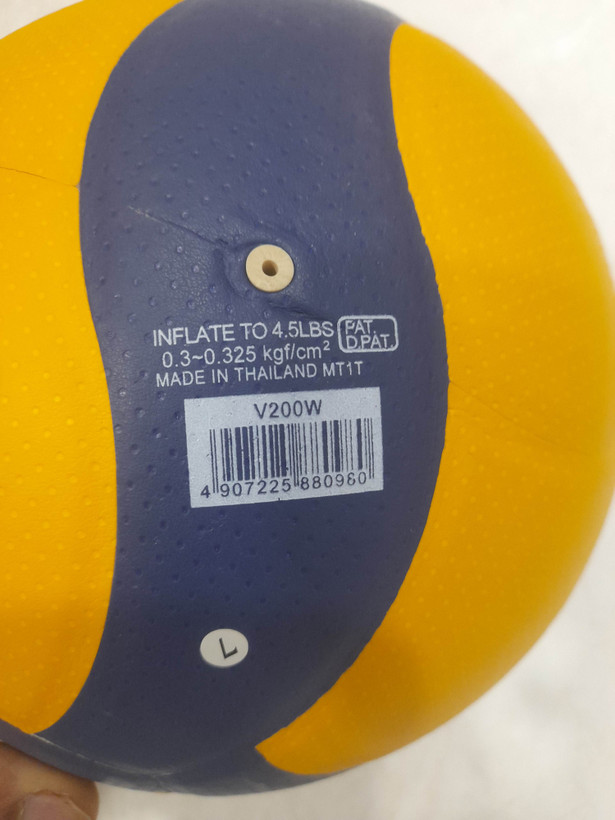 INFLATE TO 4.5LBS
PAT.
D.PAT.
0.3~0.325 kgf/cm²
MADE IN THAILAND MT1T
V200W
4 907225 880960
L